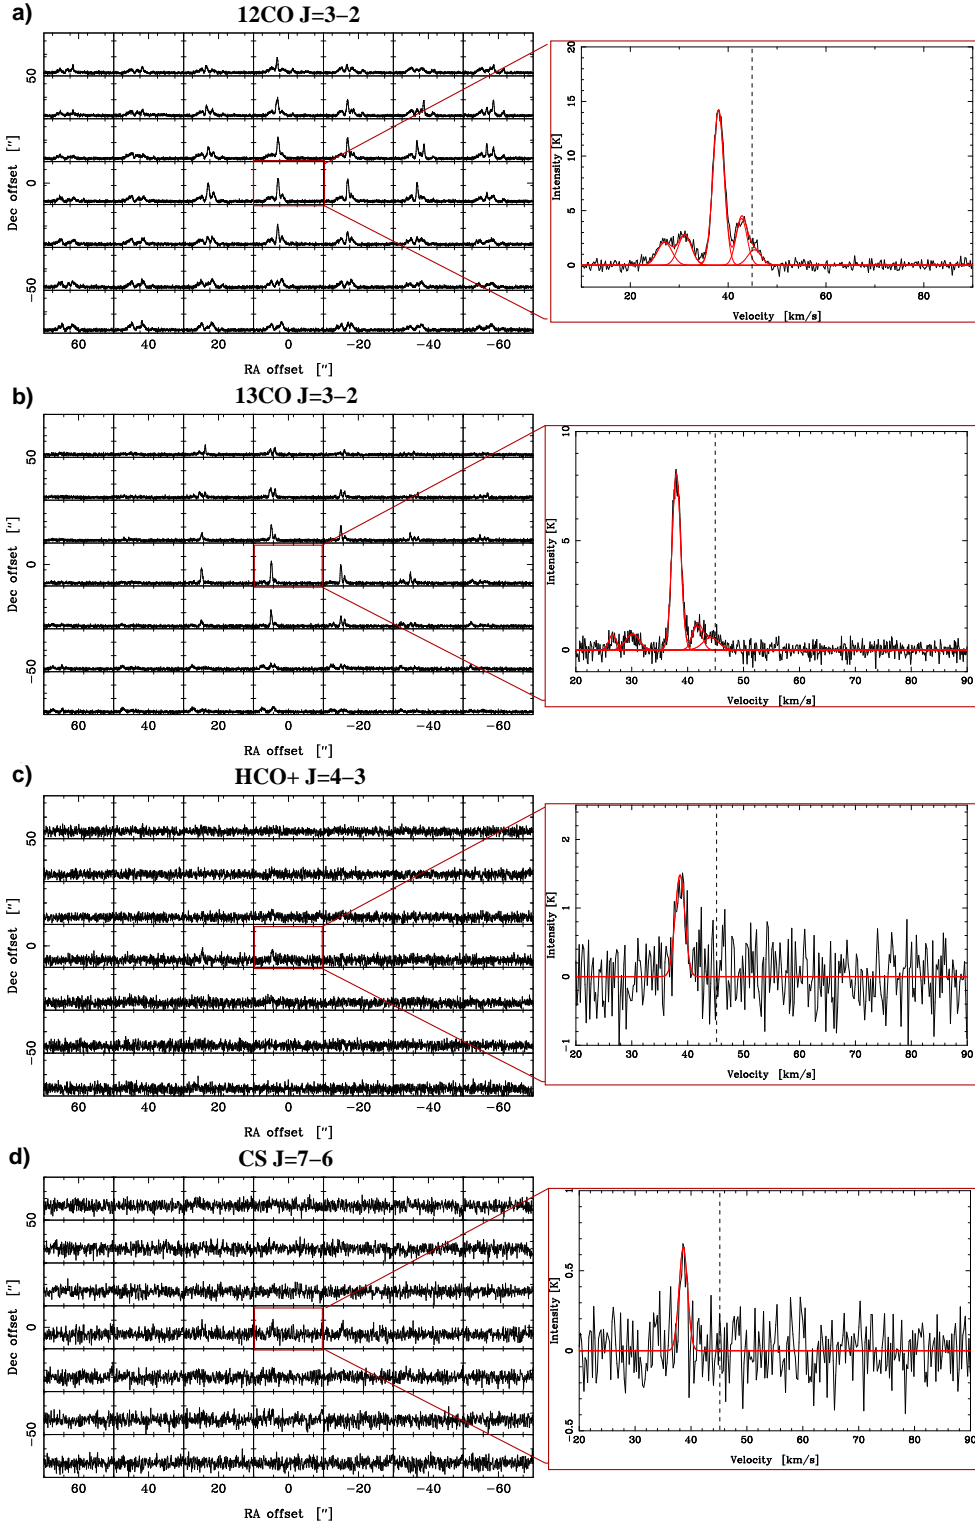 a)
12CO J=3−2
50
0
−50
Dec offset ["]
60 40 20 0 −20 −40 −60
RA offset ["]
20
15
10
5
0
Intensity [K]
20 40 60 80
Velocity [km/s]
b)
13CO J=3−2
50
0
−50
Dec offset ["]
60 40 20 0 −20 −40 −60
RA offset ["]
10
5
0
Intensity [K]
20 30 40 50 60 70 80 90
Velocity [km/s]
c)
HCO+ J=4−3
50
0
−50
Dec offset ["]
60 40 20 0 −20 −40 −60
RA offset ["]
2
1
0
−1
Intensity [K]
20 30 40 50 60 70 80 90
Velocity [km/s]
d)
CS J=7−6
50
0
−50
Dec offset ["]
60 40 20 0 −20 −40 −60
RA offset ["]
1
0.5
0
0.5
Intensity [K]
20 30 40 50 60 70 80 90
Velocity [km/s]